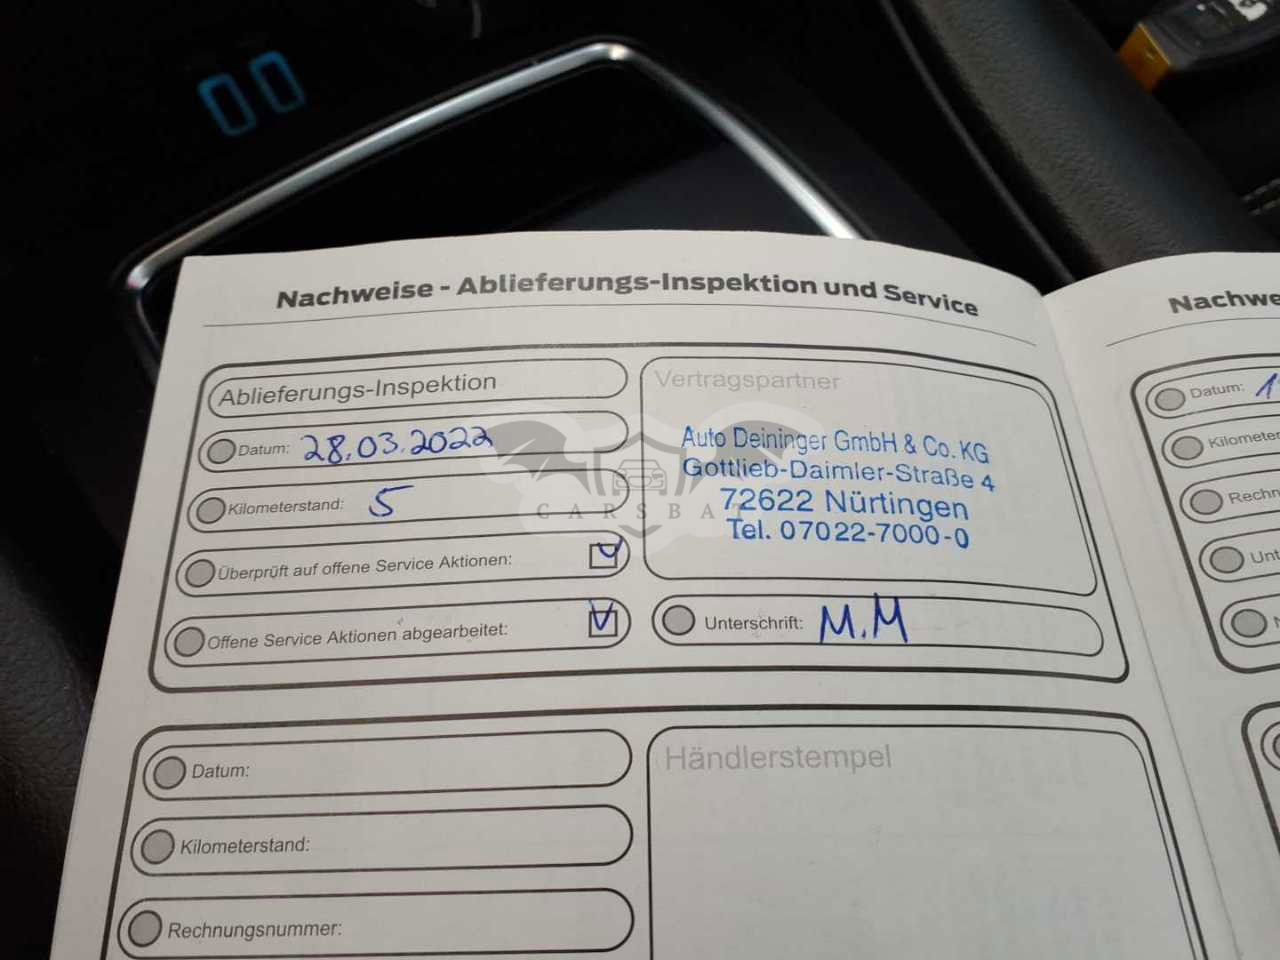 00
Nachweise - Ablieferungs-Inspektion und Service
Ablieferungs-Inspektion
Datum: 28.03.2022
Kilometerstand: 5
Überprüft auf offene Service Aktionen:
Offene Service Aktionen abgearbeitet:
Vertragspartner
Auto Deininger GmbH & Co. KG
Gottlieb-Daimler-Straße 4
72622 Nürtingen
Tel. 07022-7000-0
Unterschrift: M.M
CARSBAT
Datum:
Kilometerstand:
Rechnungsnummer:
Händlerstempel
Nachwe
Datum: 1
Kilometer
Rechn
Unt